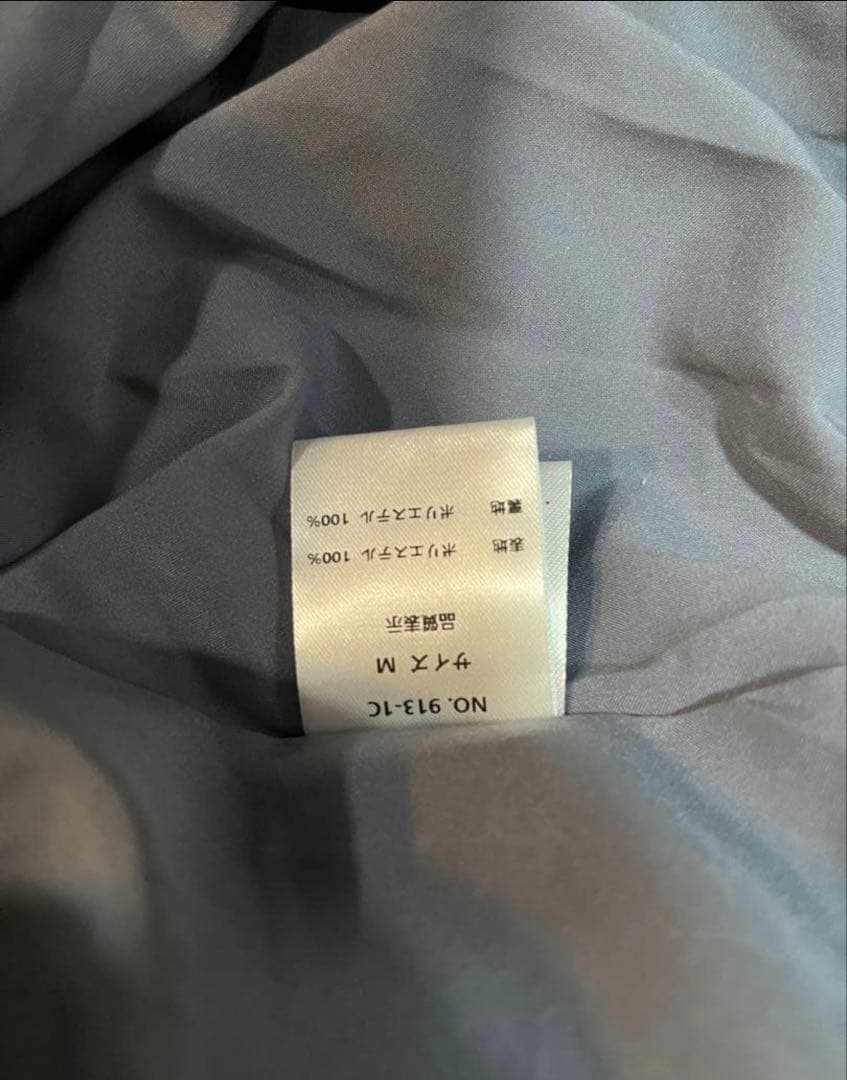 NO. 913-1C
サイズ M
品質表示
表地 ポリエステル 100%
裏地 ポリエステル 100%